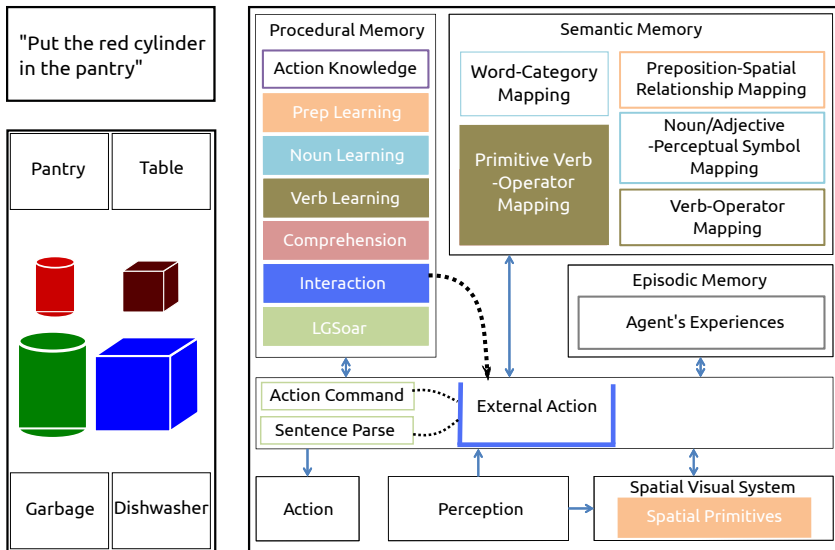 "Put the red cylinder
in the pantry"
Pantry
Table
Garbage
Dishwasher
Procedural Memory
Action Knowledge
Prep Learning
Noun Learning
Verb Learning
Comprehension
Interaction
LGSoar
Semantic Memory
Word-Category
Mapping
Primitive Verb
-Operator
Mapping
Preposition-Spatial
Relationship Mapping
Noun/Adjective
-Perceptual Symbol
Mapping
Verb-Operator
Mapping
Episodic Memory
Agent's Experiences
Action Command
Sentence Parse
External Action
Action
Perception
Spatial Visual System
Spatial Primitives